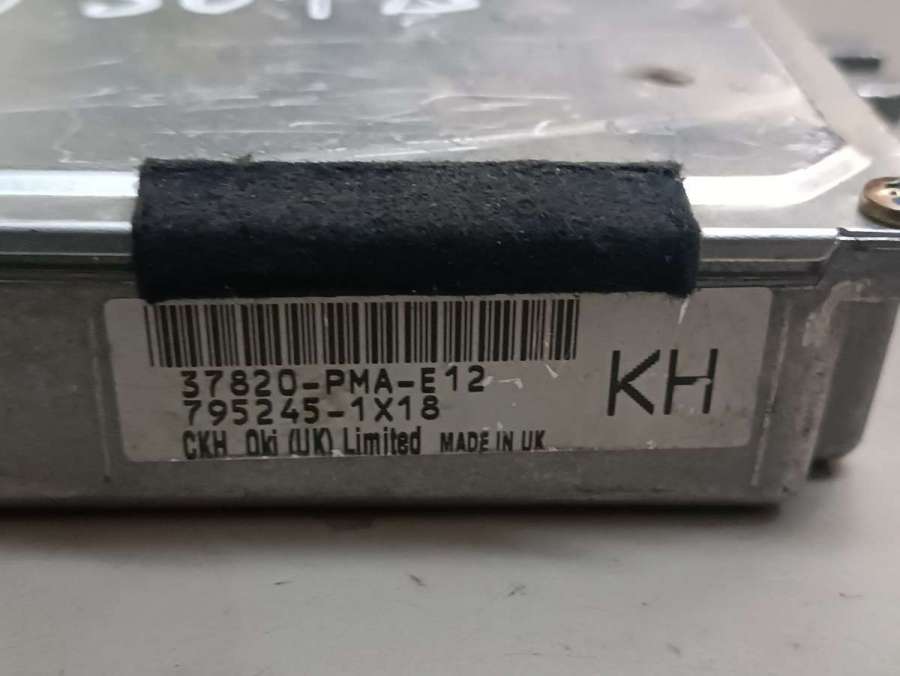 37820-PMA-E12
795245-1X18
KH
CKH Oki (UK) Limited MADE IN UK